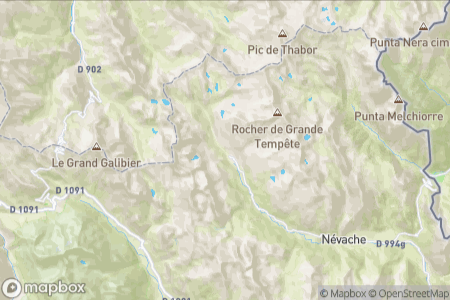 Pic de Thabor
Punta Nera cim
D 902
Punta Melchiorre
Rocher de Grande
Tempête
Le Grand Galibier
D 1091
D 1091
Névache
D 994g
mapbox
© Mapbox © OpenStreetMap